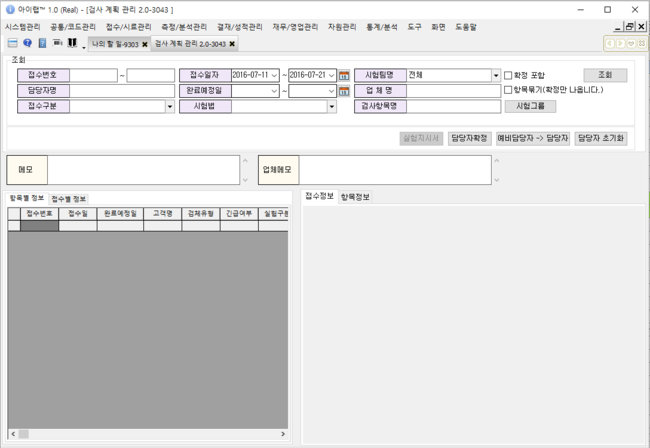 아이랩™ 1.0 (Real) - [검사 계획 관리 2.0-3043 ]
시스템관리 공통/코드관리 접수/시료관리 측정/분석관리 결재/성적관리 재무/영업관리 자원관리 통계/분석 도구 화면 도움말
나의 할 일-9303 검사 계획 관리 2.0-3043
조회
접수번호 ~ 접수일자 2016-07-11 ~ 2016-07-21 시험팀명 전체 확정 포함 조회
담당자명 완료예정일 ~ 업 체 명 항목묶기(확정만 나옵니다.)
접수구분 시험법 검사항목명 시험그룹
실험지시서 담당자확정 예비담당자 -> 담당자 담당자 초기화
메모 업체메모
항목별 정보 접수별 정보 접수정보 항목정보
접수번호 접수일 완료예정일 고객명 검체유형 긴급여부 실험구분